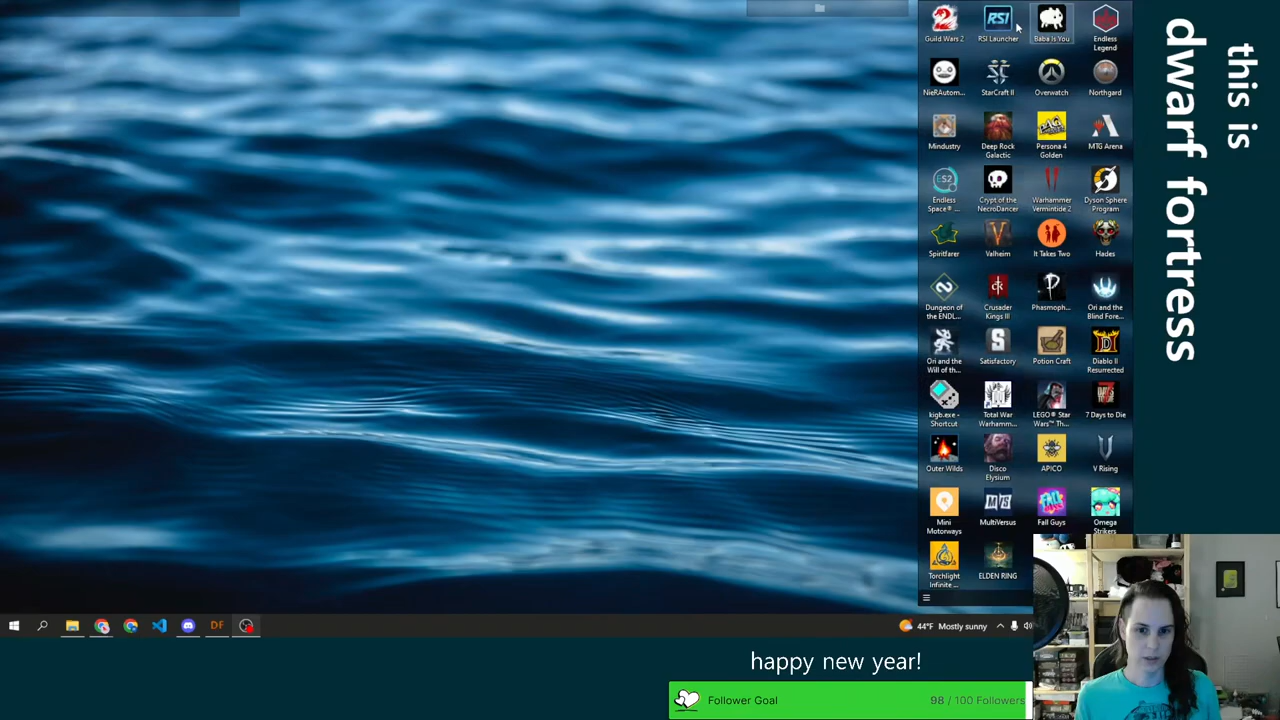 Guild Wars 2
RSI
RSI Launcher
Baba Is You
Endless
Legend
NieRAutom...
StarCraft II
Overwatch
Northgard
Mindustry
Deep Rock
Galactic
Persona 4
Golden
MTG Arena
ES2
Endless
Space® ...
Crypt of the
NecroDancer
Warhammer
Vermintide 2
Dyson Sphere
Program
Spiritfarer
Valheim
It Takes Two
Hades
Dungeon of
the ENDL...
Crusader
Kings III
Phasmoph...
Ori and the
Blind Fore...
Ori and the
Will of th...
Satisfactory
Potion Craft
Diablo II
Resurrected
kigb.exe -
Shortcut
Total War
Warhamm...
LEGO® Star
Wars™ Th...
7 Days to Die
Outer Wilds
Disco
Elysium
APICO
V Rising
Mini
Motorways
MultiVersus
Fall Guys
Omega
Strikers
Torchlight
Infinite ...
ELDEN RING
this is
dwarf fortress
DF
44°F Mostly sunny
happy new year!
Follower Goal
98 / 100 Followers